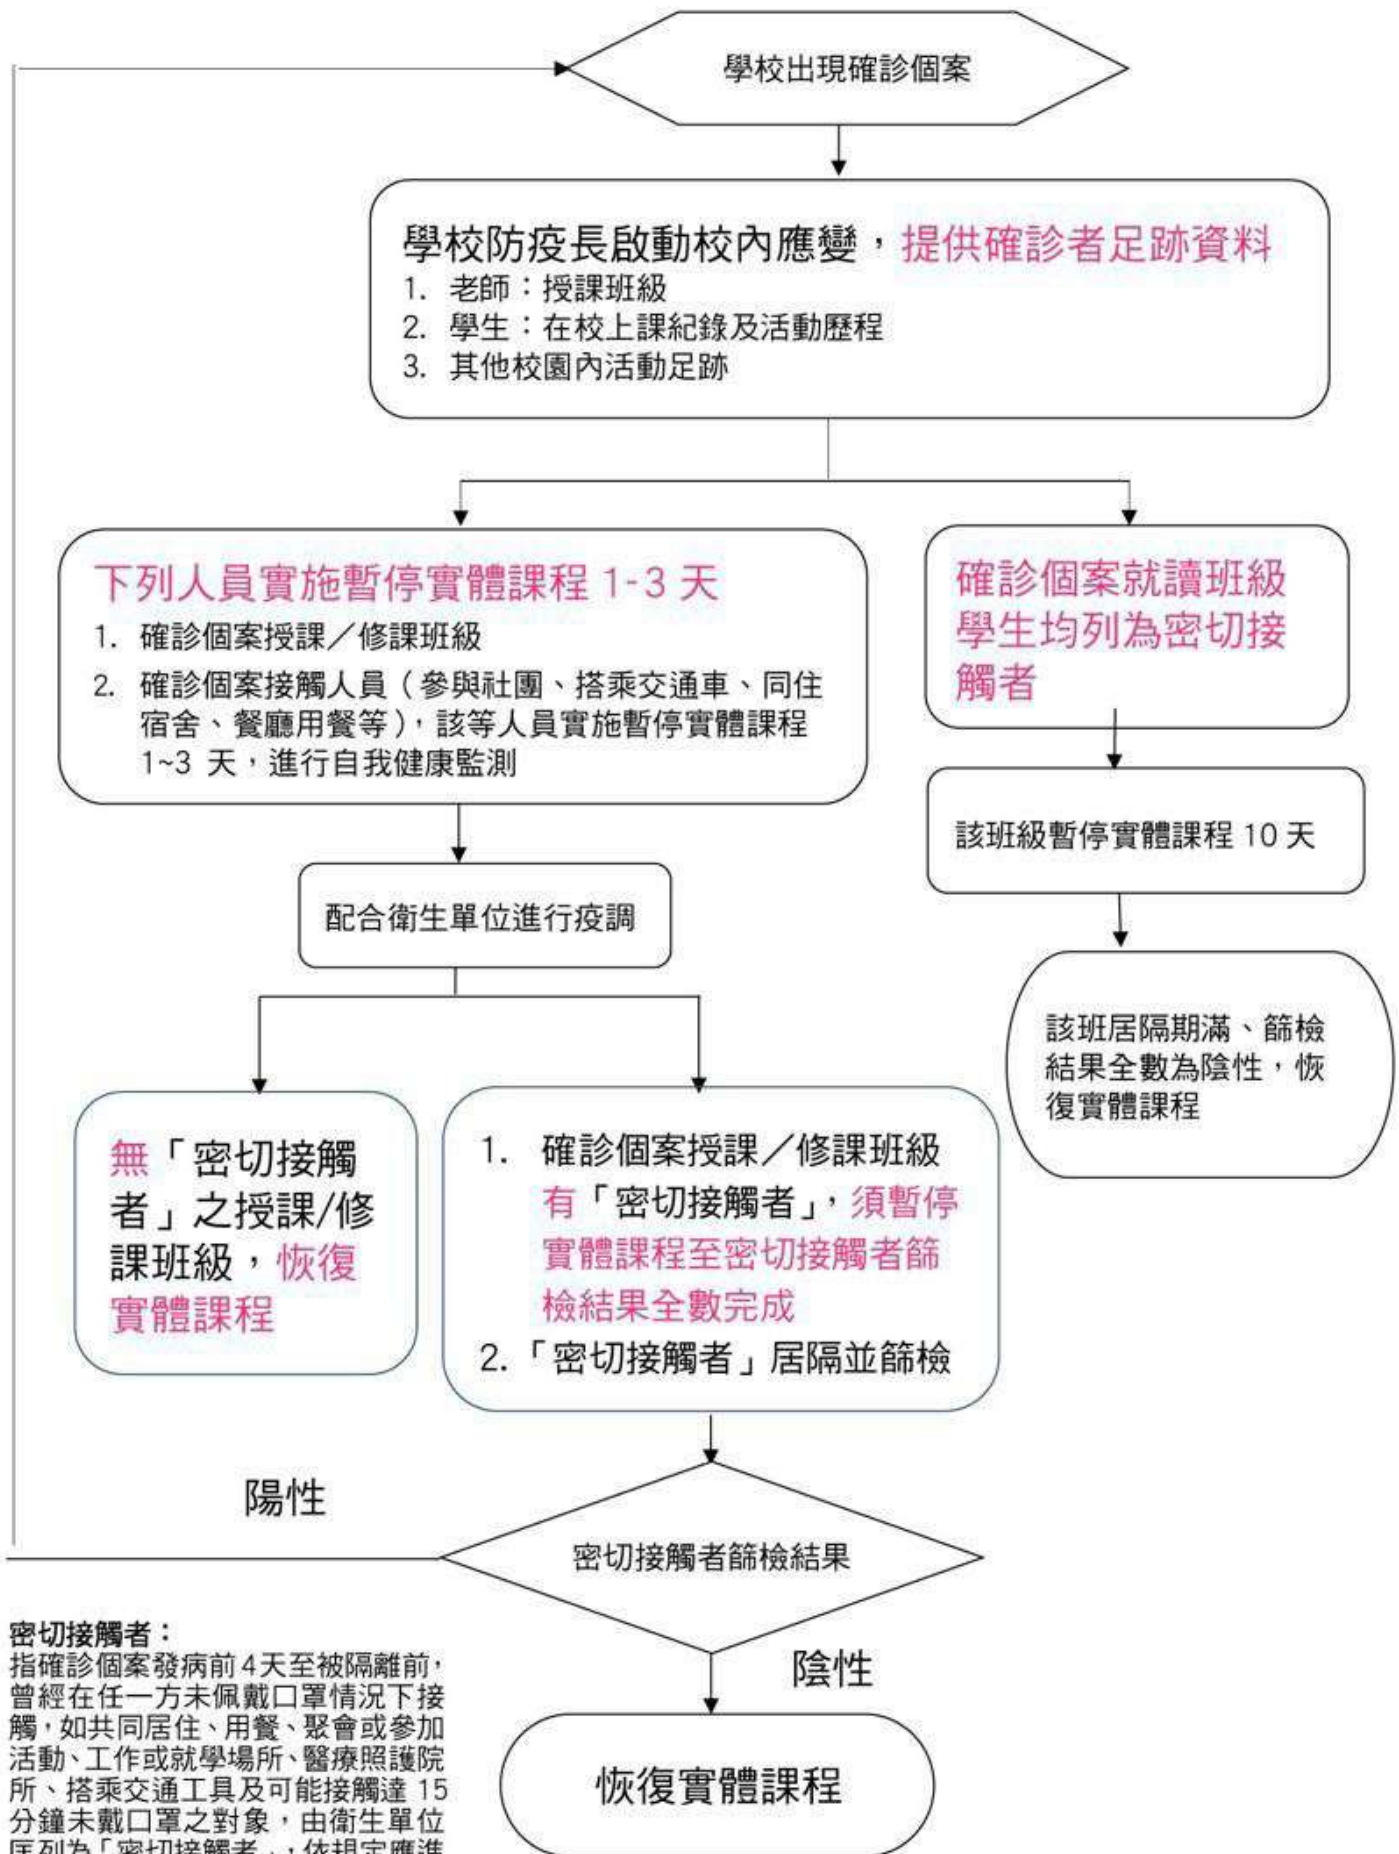 學校出現確診個案
學校防疫長啟動校內應變，提供確診者足跡資料
1. 老師：授課班級
2. 學生：在校上課紀錄及活動歷程
3. 其他校園內活動足跡
下列人員實施暫停實體課程 1-3 天
1. 確診個案授課／修課班級
2. 確診個案接觸人員（參與社團、搭乘交通車、同住
宿舍、餐廳用餐等），該等人員實施暫停實體課程
1~3 天，進行自我健康監測
確診個案就讀班級
學生均列為密切接
觸者
該班級暫停實體課程 10 天
配合衛生單位進行疫調
該班居隔期滿、篩檢
結果全數為陰性，恢
復實體課程
無「密切接觸
者」之授課/修
課班級，恢復
實體課程
1. 確診個案授課／修課班級
有「密切接觸者」，須暫停
實體課程至密切接觸者篩
檢結果全數完成
2.「密切接觸者」居隔並篩檢
陽性
密切接觸者篩檢結果
陰性
恢復實體課程
密切接觸者：
指確診個案發病前4天至被隔離前，
曾經在任一方未佩戴口罩情況下接
觸，如共同居住、用餐、聚會或參加
活動、工作或就學場所、醫療照護院
所、搭乘交通工具及可能接觸達 15
分鐘未戴口罩之對象，由衛生單位
匡列為「密切接觸者」，依規定應進